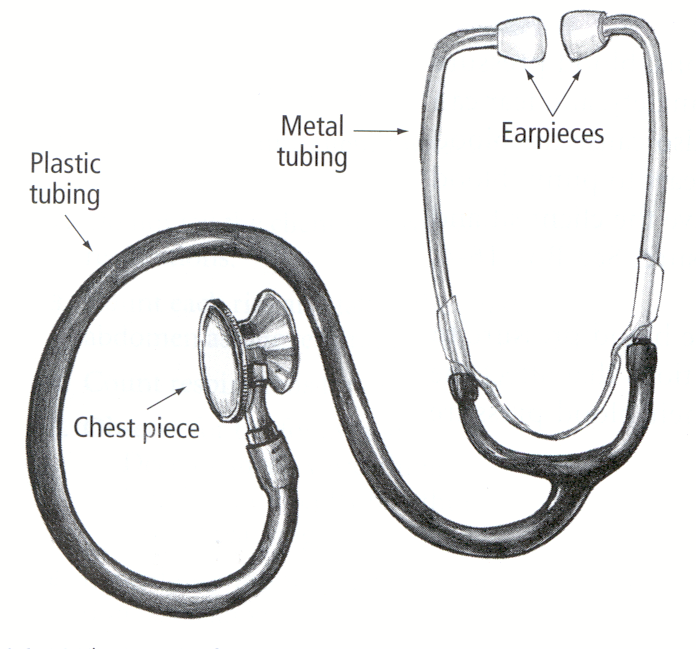 Metal
tubing
Earpieces
Plastic
tubing
Chest piece